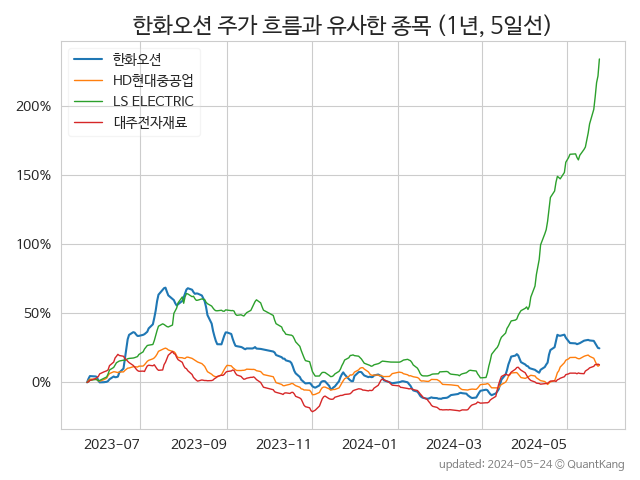 한화오션 주가 흐름과 유사한 종목 (1년, 5일선)
한화오션
HD현대중공업
LS ELECTRIC
대주전자재료
200%
150%
100%
50%
0%
2023-07 2023-09 2023-11 2024-01 2024-03 2024-05
updated: 2024-05-24 © QuantKang